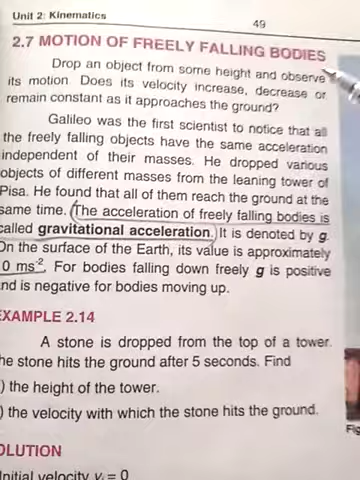 Unit 2: Kinematics
49
2.7 MOTION OF FREELY FALLING BODIES
Drop an object from some height and observe
its motion. Does its velocity increase, decrease or
remain constant as it approaches the ground?
Galileo was the first scientist to notice that all
the freely falling objects have the same acceleration
independent of their masses. He dropped various
objects of different masses from the leaning tower of
Pisa. He found that all of them reach the ground at the
same time. The acceleration of freely falling bodies is
called gravitational acceleration. It is denoted by g.
On the surface of the Earth, its value is approximately
0 ms⁻². For bodies falling down freely g is positive
nd is negative for bodies moving up.
EXAMPLE 2.14
A stone is dropped from the top of a tower.
he stone hits the ground after 5 seconds. Find
) the height of the tower.
) the velocity with which the stone hits the ground.
Fig
OLUTION
Initial velocity vᵢ = 0